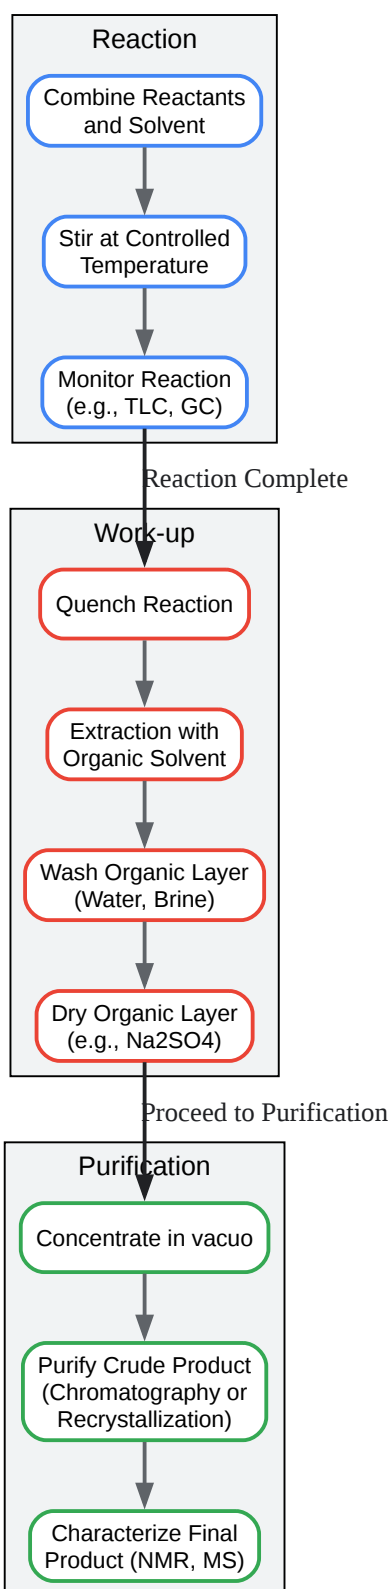 Reaction
Combine Reactants
and Solvent
Stir at Controlled
Temperature
Monitor Reaction
(e.g., TLC, GC)
Reaction Complete
Work-up
Quench Reaction
Extraction with
Organic Solvent
Wash Organic Layer
(Water, Brine)
Dry Organic Layer
(e.g., Na2SO4)
Proceed to Purification
Purification
Concentrate in vacuo
Purify Crude Product
(Chromatography or
Recrystallization)
Characterize Final
Product (NMR, MS)